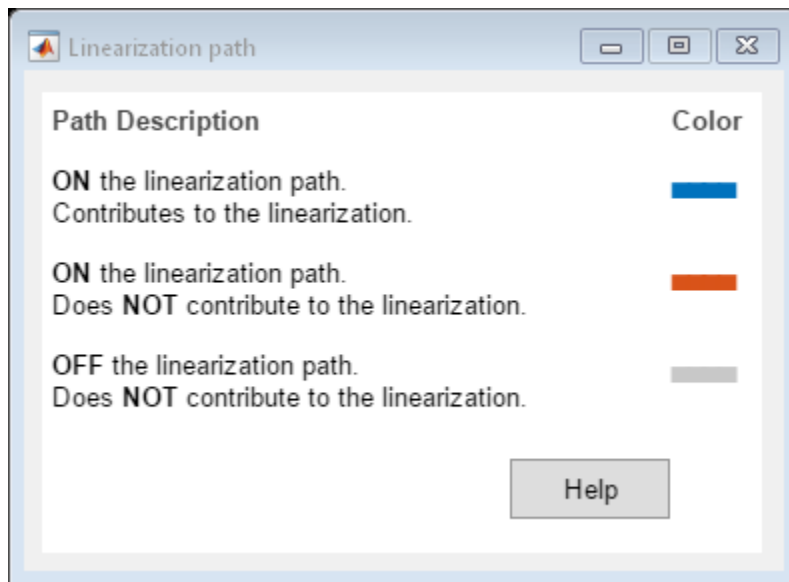 Linearization path
Path Description Color
ON the linearization path.
Contributes to the linearization.
ON the linearization path.
Does NOT contribute to the linearization.
OFF the linearization path.
Does NOT contribute to the linearization.
Help